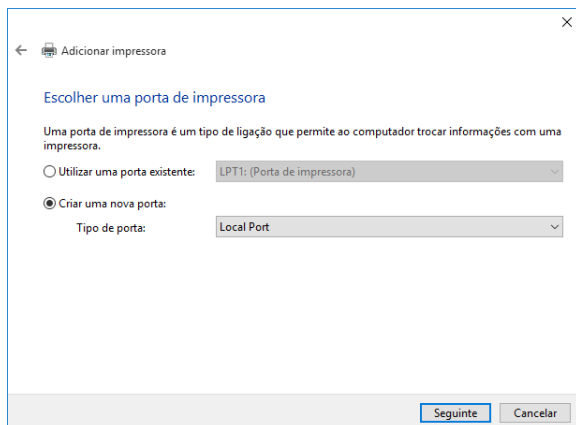 Adicionar impressora
Escolher uma porta de impressora
Uma porta de impressora é um tipo de ligação que permite ao computador trocar informações com uma
impressora.
Utilizar uma porta existente: LPT1: (Porta de impressora)
Criar uma nova porta:
Tipo de porta: Local Port
Seguinte Cancelar